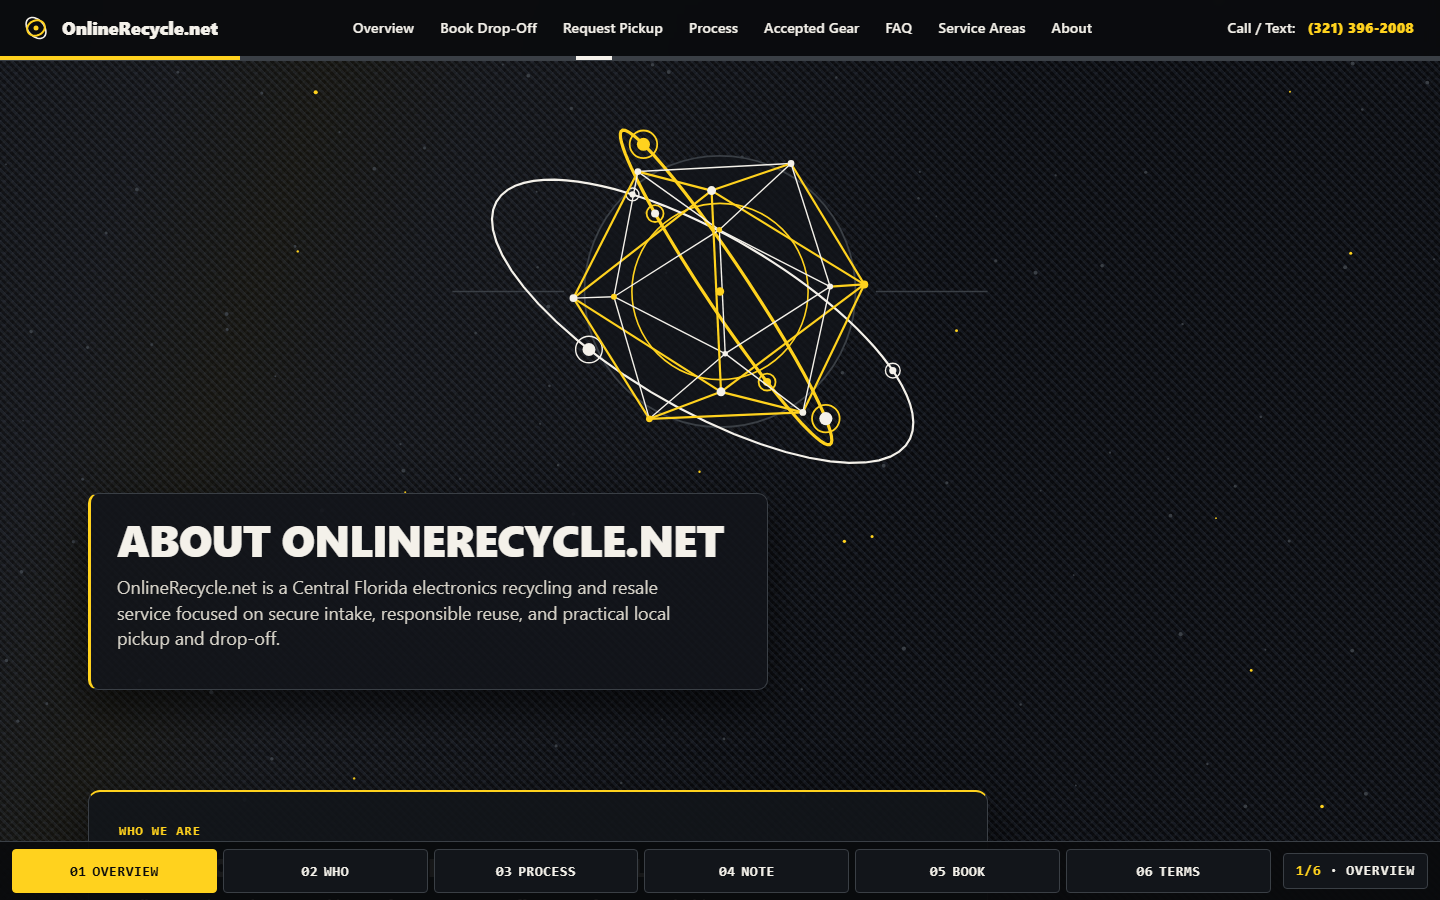 OnlineRecycle.net
Overview
Book Drop-Off
Request Pickup
Process
Accepted Gear
FAQ
Service Areas
About
Call / Text: (321) 396-2008
ABOUT ONLINERECYCLE.NET
OnlineRecycle.net is a Central Florida electronics recycling and resale
service focused on secure intake, responsible reuse, and practical local
pickup and drop-off.
WHO WE ARE
01 OVERVIEW
02 WHO
03 PROCESS
04 NOTE
05 BOOK
06 TERMS
1/6 · OVERVIEW